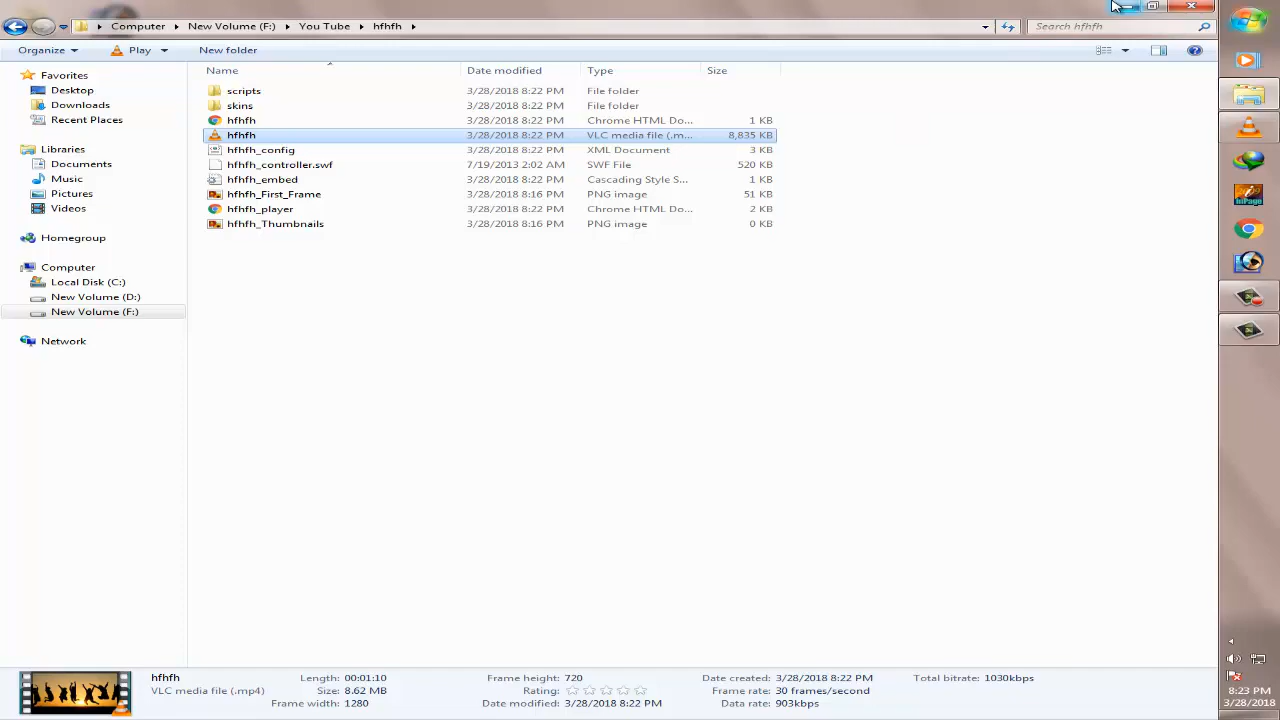 Computer ▸ New Volume (F:) ▸ You Tube ▸ hfhfh ▸
Search hfhfh
Organize Play New folder
Name Date modified Type Size
Favorites
Desktop
Downloads
Recent Places
Libraries
Documents
Music
Pictures
Videos
Homegroup
Computer
Local Disk (C:)
New Volume (D:)
New Volume (F:)
Network
scripts 3/28/2018 8:22 PM File folder
skins 3/28/2018 8:22 PM File folder
hfhfh 3/28/2018 8:22 PM Chrome HTML Do... 1 KB
hfhfh 3/28/2018 8:22 PM VLC media file (.m... 8,835 KB
hfhfh_config 3/28/2018 8:22 PM XML Document 3 KB
hfhfh_controller.swf 7/19/2013 2:02 AM SWF File 520 KB
hfhfh_embed 3/28/2018 8:22 PM Cascading Style S... 1 KB
hfhfh_First_Frame 3/28/2018 8:16 PM PNG image 51 KB
hfhfh_player 3/28/2018 8:22 PM Chrome HTML Do... 2 KB
hfhfh_Thumbnails 3/28/2018 8:16 PM PNG image 0 KB
hfhfh Length: 00:01:10 Frame height: 720 Date created: 3/28/2018 8:22 PM Total bitrate: 1030kbps
VLC media file (.mp4) Size: 8.62 MB Rating: Frame rate: 30 frames/second
Frame width: 1280 Date modified: 3/28/2018 8:22 PM Data rate: 903kbps
8:23 PM
3/28/2018